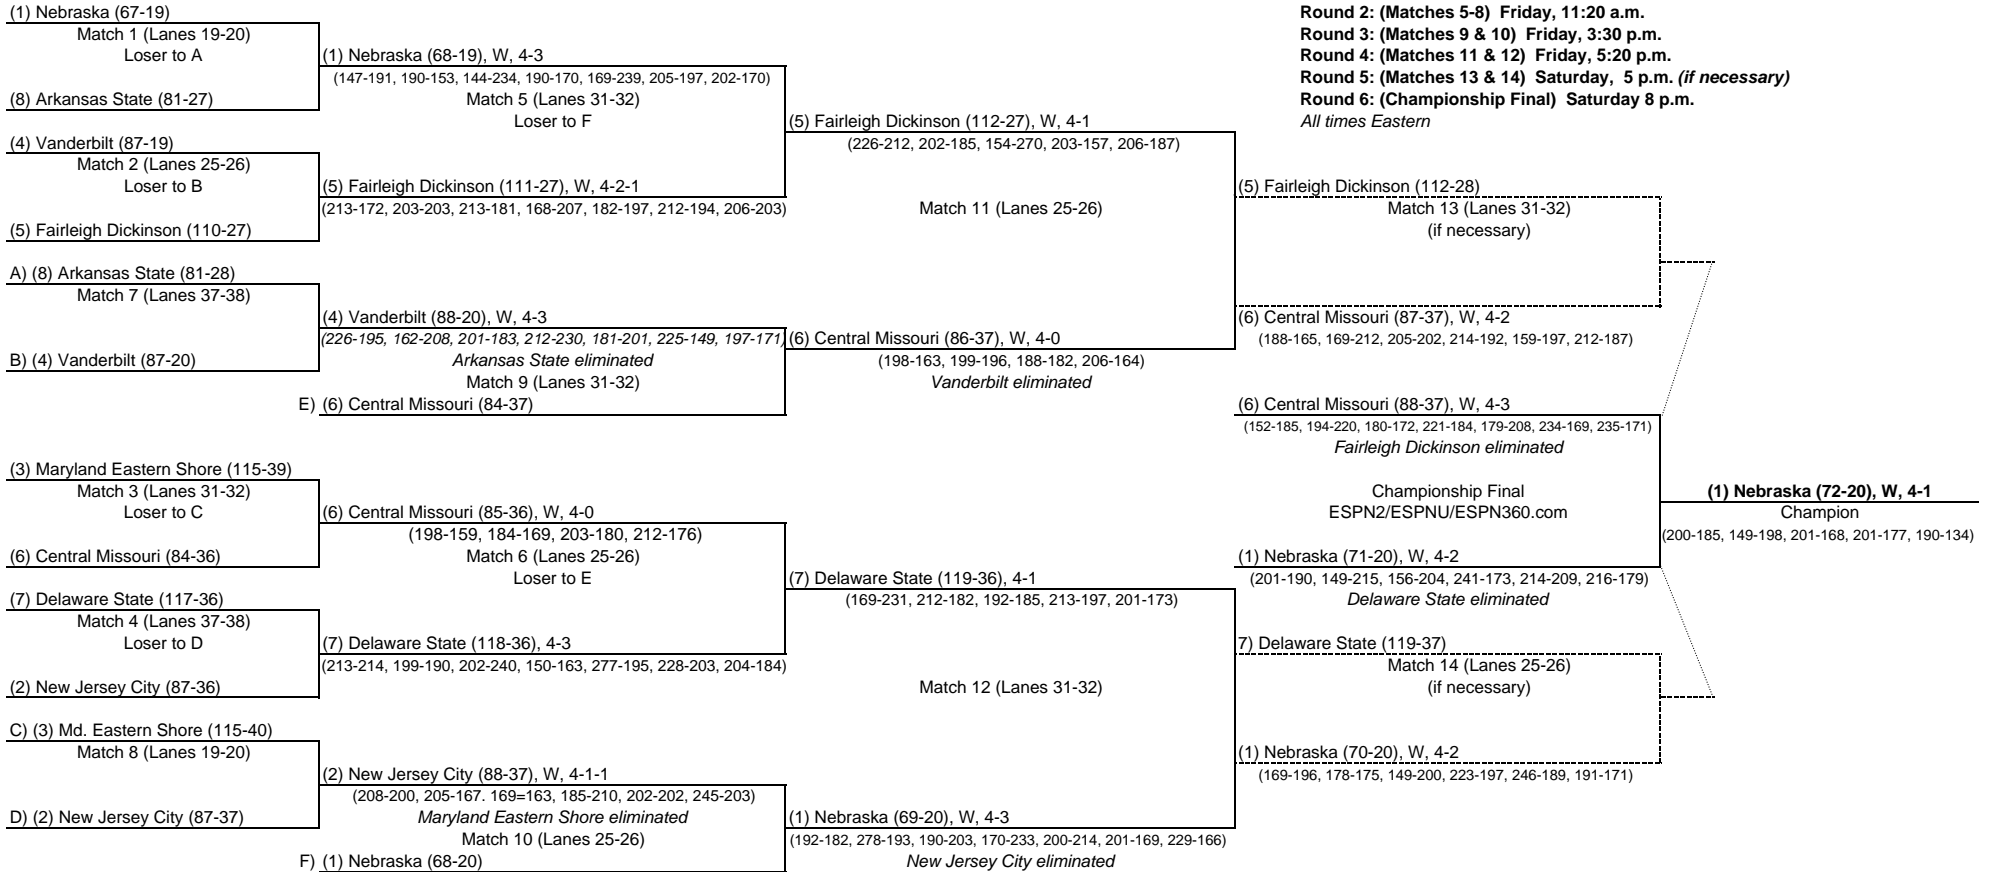 (1) Nebraska (67-19)
Match 1 (Lanes 19-20)
Loser to A
(8) Arkansas State (81-27)
(4) Vanderbilt (87-19)
Match 2 (Lanes 25-26)
Loser to B
(5) Fairleigh Dickinson (110-27)
A) (8) Arkansas State (81-28)
Match 7 (Lanes 37-38)
B) (4) Vanderbilt (87-20)
(3) Maryland Eastern Shore (115-39)
Match 3 (Lanes 31-32)
Loser to C
(6) Central Missouri (84-36)
(7) Delaware State (117-36)
Match 4 (Lanes 37-38)
Loser to D
(2) New Jersey City (87-36)
C) (3) Md. Eastern Shore (115-40)
Match 8 (Lanes 19-20)
D) (2) New Jersey City (87-37)
(1) Nebraska (68-19), W, 4-3
(147-191, 190-153, 144-234, 190-170, 169-239, 205-197, 202-170)
Match 5 (Lanes 31-32)
Loser to F
(5) Fairleigh Dickinson (111-27), W, 4-2-1
(213-172, 203-203, 213-181, 168-207, 182-197, 212-194, 206-203)
(4) Vanderbilt (88-20), W, 4-3
(226-195, 162-208, 201-183, 212-230, 181-201, 225-149, 197-171)
Arkansas State eliminated
Match 9 (Lanes 31-32)
E) (6) Central Missouri (84-37)
(6) Central Missouri (85-36), W, 4-0
(198-159, 184-169, 203-180, 212-176)
Match 6 (Lanes 25-26)
Loser to E
(7) Delaware State (118-36), 4-3
(213-214, 199-190, 202-240, 150-163, 277-195, 228-203, 204-184)
(2) New Jersey City (88-37), W, 4-1-1
(208-200, 205-167. 169=163, 185-210, 202-202, 245-203)
Maryland Eastern Shore eliminated
Match 10 (Lanes 25-26)
F) (1) Nebraska (68-20)
(5) Fairleigh Dickinson (112-27), W, 4-1
(226-212, 202-185, 154-270, 203-157, 206-187)
Match 11 (Lanes 25-26)
(6) Central Missouri (86-37), W, 4-0
(198-163, 199-196, 188-182, 206-164)
Vanderbilt eliminated
(7) Delaware State (119-36), 4-1
(169-231, 212-182, 192-185, 213-197, 201-173)
Match 12 (Lanes 31-32)
(1) Nebraska (69-20), W, 4-3
(192-182, 278-193, 190-203, 170-233, 200-214, 201-169, 229-166)
New Jersey City eliminated
Round 2: (Matches 5-8) Friday, 11:20 a.m.
Round 3: (Matches 9 & 10) Friday, 3:30 p.m.
Round 4: (Matches 11 & 12) Friday, 5:20 p.m.
Round 5: (Matches 13 & 14) Saturday, 5 p.m. (if necessary)
Round 6: (Championship Final) Saturday 8 p.m.
All times Eastern
(5) Fairleigh Dickinson (112-28)
Match 13 (Lanes 31-32)
(if necessary)
(6) Central Missouri (87-37), W, 4-2
(188-165, 169-212, 205-202, 214-192, 159-197, 212-187)
(6) Central Missouri (88-37), W, 4-3
(152-185, 194-220, 180-172, 221-184, 179-208, 234-169, 235-171)
Fairleigh Dickinson eliminated
Championship Final
ESPN2/ESPNU/ESPN360.com
(1) Nebraska (71-20), W, 4-2
(201-190, 149-215, 156-204, 241-173, 214-209, 216-179)
Delaware State eliminated
7) Delaware State (119-37)
Match 14 (Lanes 25-26)
(if necessary)
(1) Nebraska (70-20), W, 4-2
(169-196, 178-175, 149-200, 223-197, 246-189, 191-171)
(1) Nebraska (72-20), W, 4-1
Champion
(200-185, 149-198, 201-168, 201-177, 190-134)